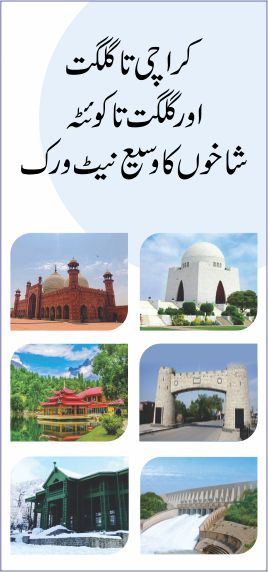 کراچی تا گلگت
اور گلگت تا کوئٹہ
شاخوں کا وسیع نیٹ ورک